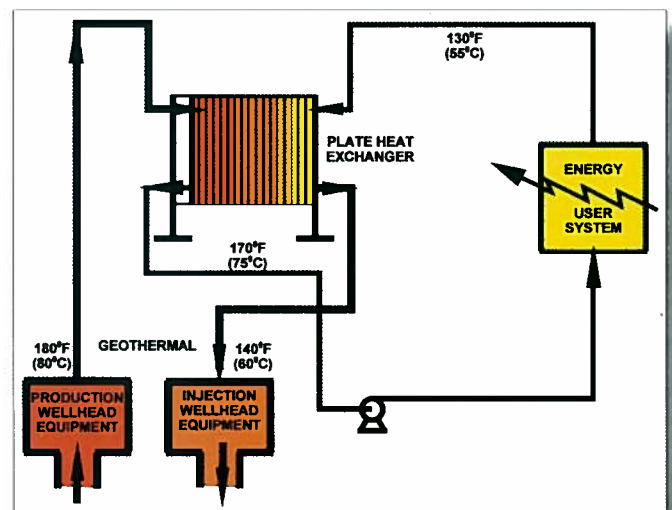 130°F
(55°C)
PLATE HEAT
EXCHANGER
ENERGY
USER
SYSTEM
170°F
(75°C)
180°F
(80°C)
GEOTHERMAL
140°F
(60°C)
PRODUCTION
WELLHEAD
EQUIPMENT
INJECTION
WELLHEAD
EQUIPMENT